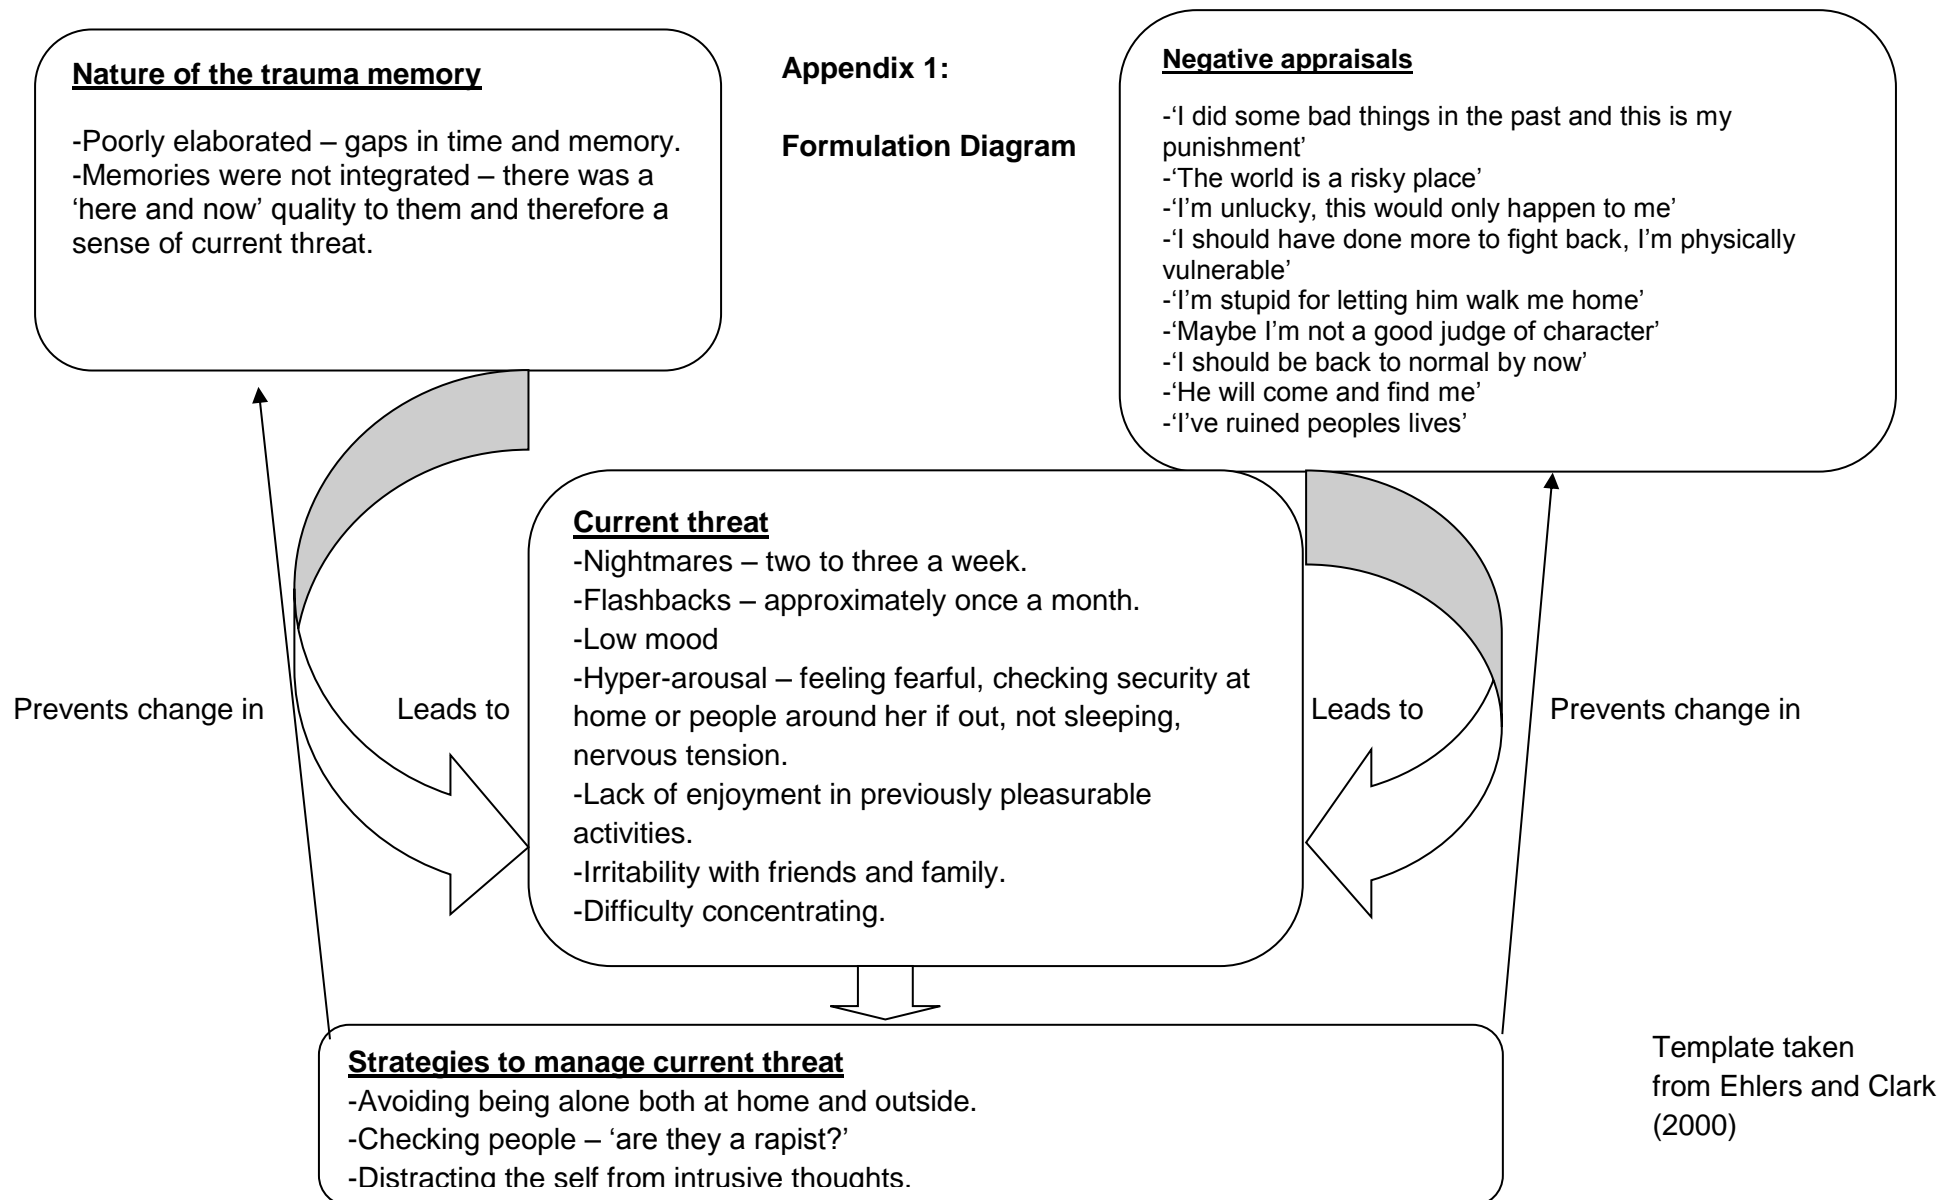 Nature of the trauma memory
-Poorly elaborated – gaps in time and memory.
-Memories were not integrated – there was a
‘here and now’ quality to them and therefore a
sense of current threat.
Appendix 1:
Formulation Diagram
Negative appraisals
-‘I did some bad things in the past and this is my
punishment’
-‘The world is a risky place’
-‘I’m unlucky, this would only happen to me’
-‘I should have done more to fight back, I’m physically
vulnerable’
-‘I’m stupid for letting him walk me home’
-‘Maybe I’m not a good judge of character’
-‘I should be back to normal by now’
-‘He will come and find me’
-‘I’ve ruined peoples lives’
Current threat
-Nightmares – two to three a week.
-Flashbacks – approximately once a month.
-Low mood
-Hyper-arousal – feeling fearful, checking security at
home or people around her if out, not sleeping,
nervous tension.
-Lack of enjoyment in previously pleasurable
activities.
-Irritability with friends and family.
-Difficulty concentrating.
Prevents change in
Leads to
Leads to
Prevents change in
Strategies to manage current threat
-Avoiding being alone both at home and outside.
-Checking people – ‘are they a rapist?’
-Distracting the self from intrusive thoughts.
Template taken
from Ehlers and Clark
(2000)